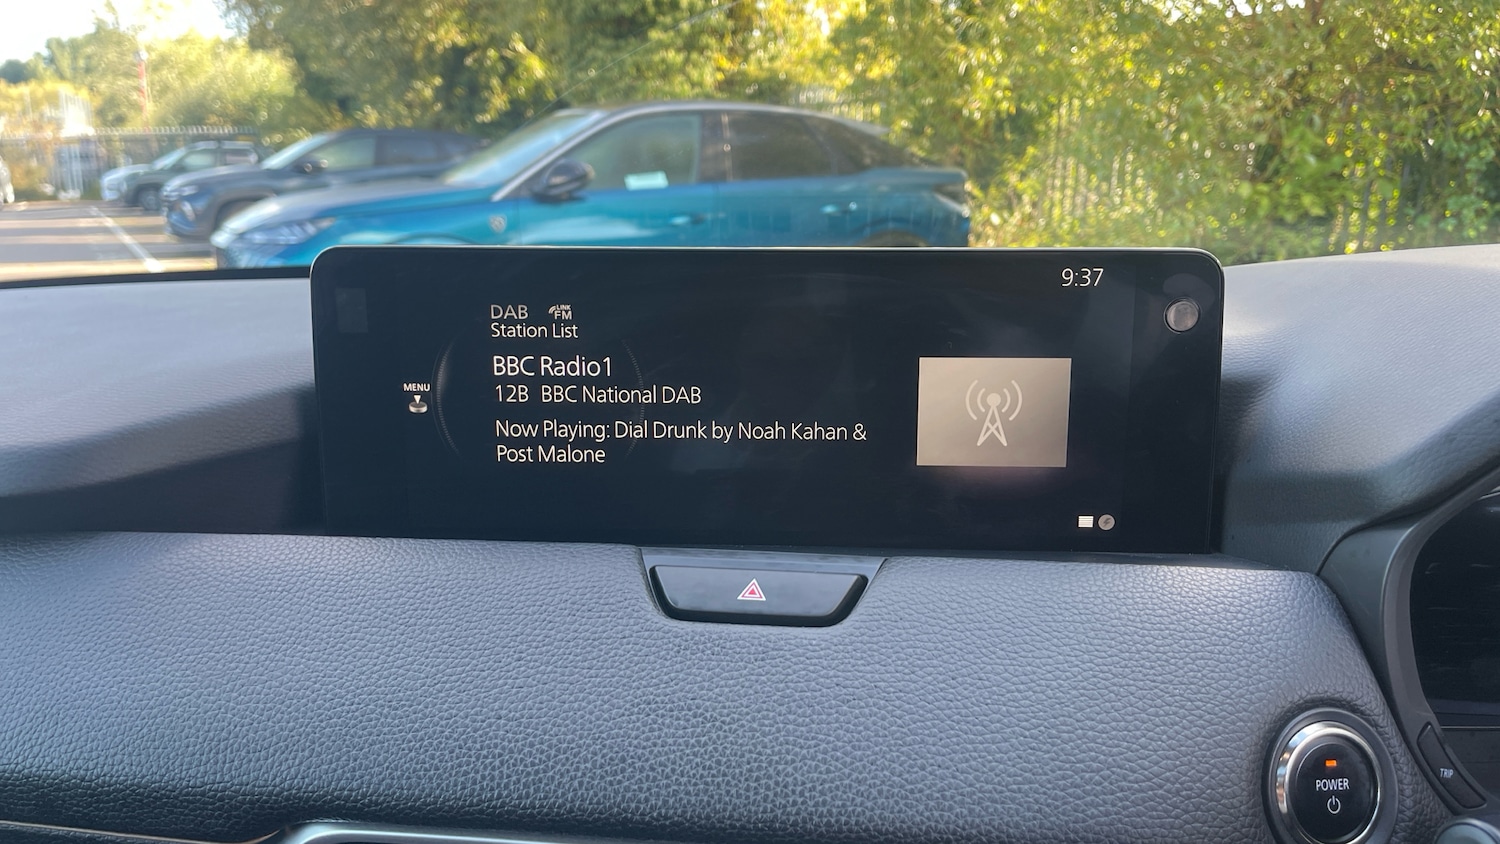 9:37
DAB LINK FM
Station List
BBC Radio1
MENU
12B BBC National DAB
Now Playing: Dial Drunk by Noah Kahan &
Post Malone
POWER
TRIP